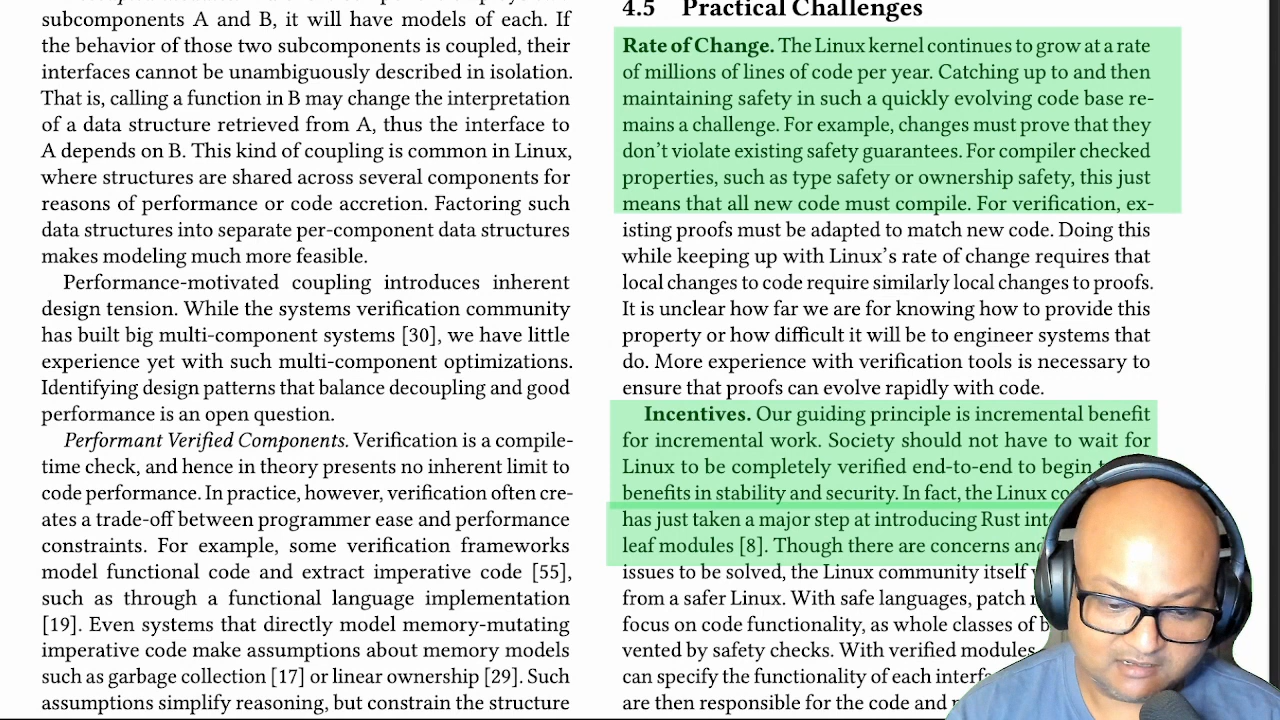 subcomponents A and B, it will have models of each. If
the behavior of those two subcomponents is coupled, their
interfaces cannot be unambiguously described in isolation.
That is, calling a function in B may change the interpretation
of a data structure retrieved from A, thus the interface to
A depends on B. This kind of coupling is common in Linux,
where structures are shared across several components for
reasons of performance or code accretion. Factoring such
data structures into separate per-component data structures
makes modeling much more feasible.
Performance-motivated coupling introduces inherent
design tension. While the systems verification community
has built big multi-component systems [30], we have little
experience yet with such multi-component optimizations.
Identifying design patterns that balance decoupling and good
performance is an open question.
Performant Verified Components. Verification is a compile-
time check, and hence in theory presents no inherent limit to
code performance. In practice, however, verification often cre-
ates a trade-off between programmer ease and performance
constraints. For example, some verification frameworks
model functional code and extract imperative code [55],
such as through a functional language implementation
[19]. Even systems that directly model memory-mutating
imperative code make assumptions about memory models
such as garbage collection [17] or linear ownership [29]. Such
assumptions simplify reasoning, but constrain the structure
4.5 Practical Challenges
Rate of Change. The Linux kernel continues to grow at a rate
of millions of lines of code per year. Catching up to and then
maintaining safety in such a quickly evolving code base re-
mains a challenge. For example, changes must prove that they
don't violate existing safety guarantees. For compiler checked
properties, such as type safety or ownership safety, this just
means that all new code must compile. For verification, ex-
isting proofs must be adapted to match new code. Doing this
while keeping up with Linux's rate of change requires that
local changes to code require similarly local changes to proofs.
It is unclear how far we are for knowing how to provide this
property or how difficult it will be to engineer systems that
do. More experience with verification tools is necessary to
ensure that proofs can evolve rapidly with code.
Incentives. Our guiding principle is incremental benefit
for incremental work. Society should not have to wait for
Linux to be completely verified end-to-end to begin
benefits in stability and security. In fact, the Linux
has just taken a major step at introducing Rust
leaf modules [8]. Though there are concerns
issues to be solved, the Linux community itself
from a safer Linux. With safe languages, patch
focus on code functionality, as whole classes of
vented by safety checks. With verified modules
can specify the functionality of each
are then responsible for the code and